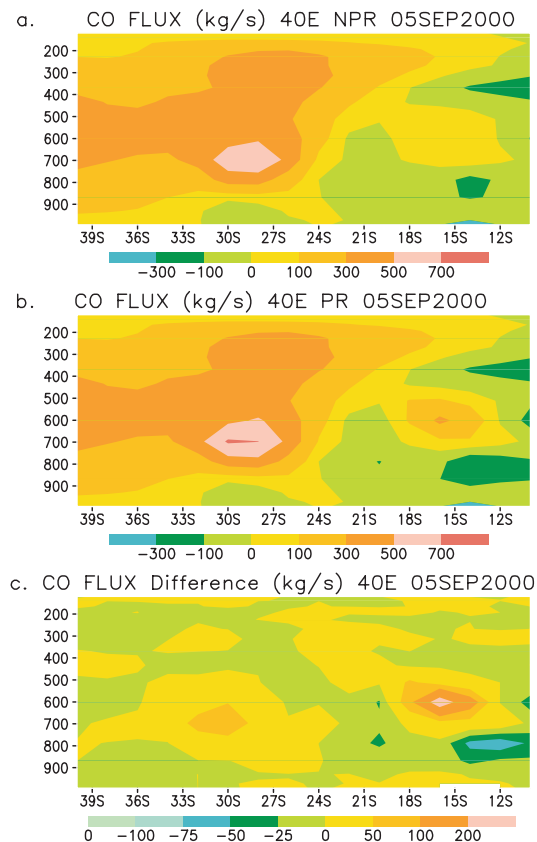 a. CO FLUX (kg/s) 40E NPR 05SEP2000
200
300
400
500
600
700
800
900
39S 36S 33S 30S 27S 24S 21S 18S 15S 12S
−300 −100 0 100 300 500 700
b. CO FLUX (kg/s) 40E PR 05SEP2000
200
300
400
500
600
700
800
900
39S 36S 33S 30S 27S 24S 21S 18S 15S 12S
−300 −100 0 100 300 500 700
c. CO FLUX Difference (kg/s) 40E 05SEP2000
200
300
400
500
600
700
800
900
39S 36S 33S 30S 27S 24S 21S 18S 15S 12S
0 −100 −75 −50 −25 0 50 100 200